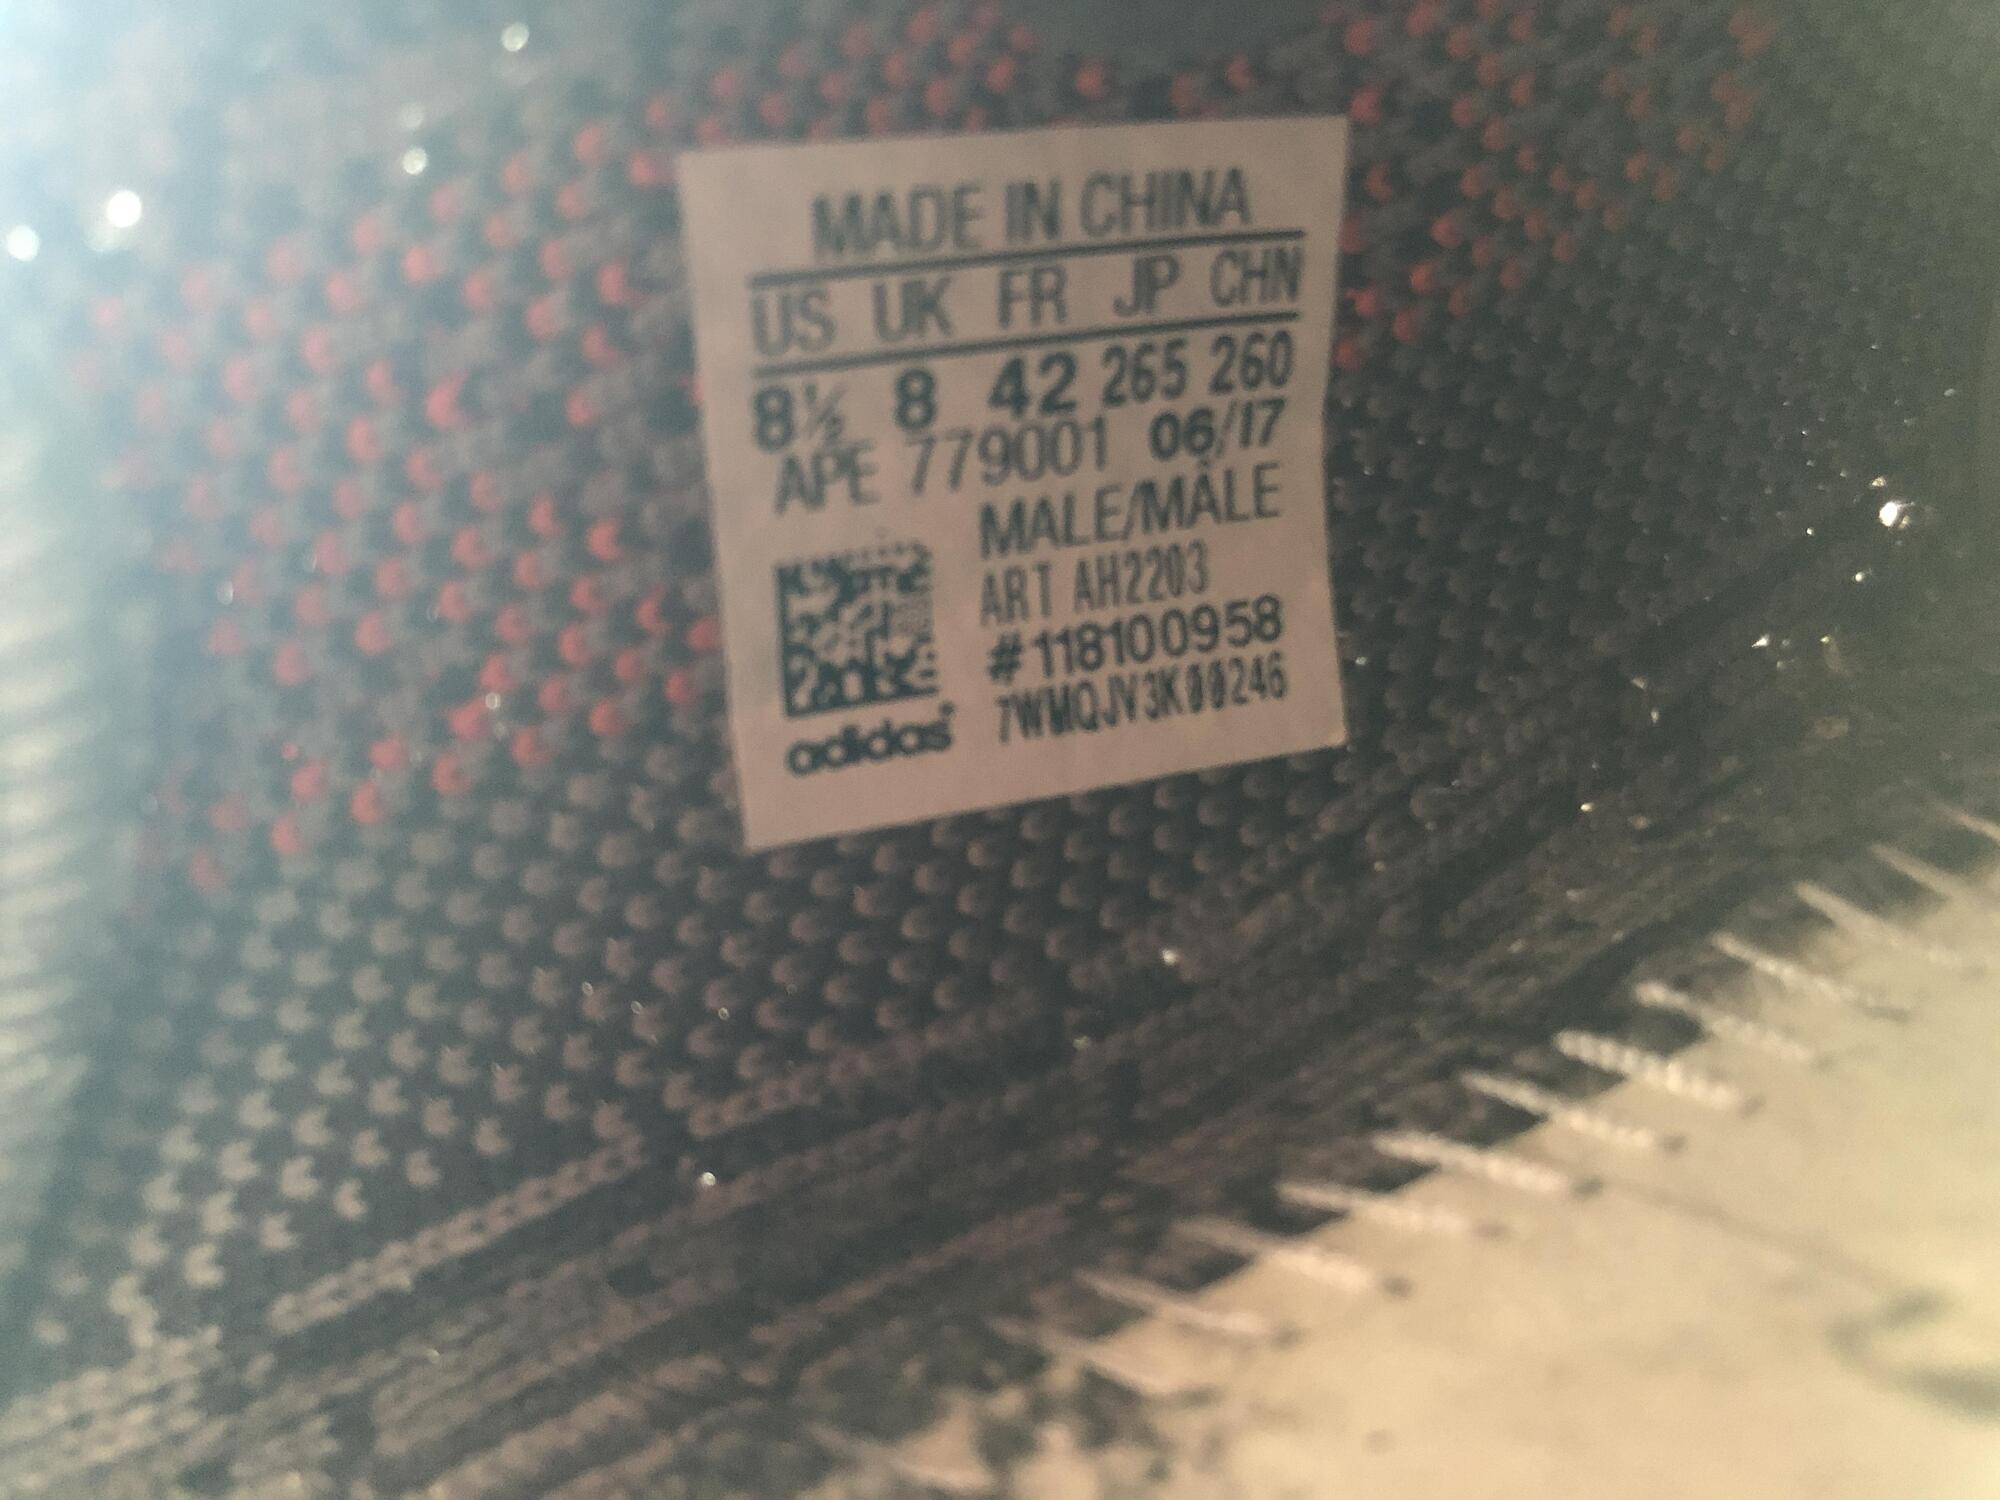 MADE IN CHINA
US UK FR JP CHN
8½ 8 42 265 260
APE 779001 06/17
MALE/MÂLE
ART AH2203
#118100958
7WMQJV3K00246
adidas®